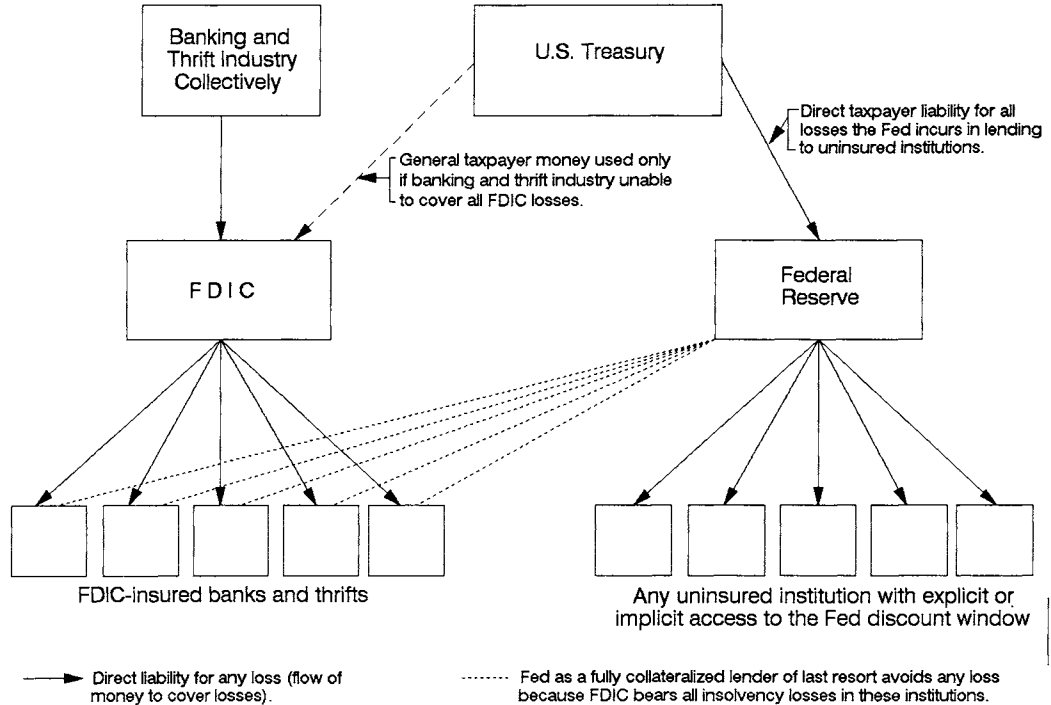 Banking and
Thrift Industry
Collectively
U.S. Treasury
Direct taxpayer liability for all
losses the Fed incurs in lending
to uninsured institutions.
General taxpayer money used only
if banking and thrift industry unable
to cover all FDIC losses.
F D I C
Federal
Reserve
FDIC-insured banks and thrifts
Any uninsured institution with explicit or
implicit access to the Fed discount window
Direct liability for any loss (flow of
money to cover losses).
Fed as a fully collateralized lender of last resort avoids any loss
because FDIC bears all insolvency losses in these institutions.